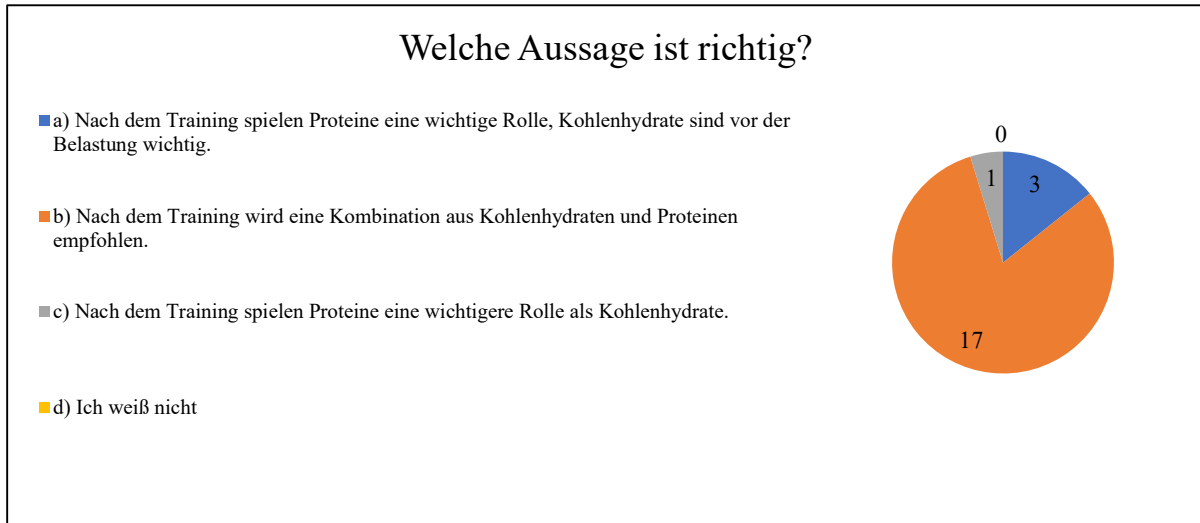 Welche Aussage ist richtig?
a) Nach dem Training spielen Proteine eine wichtige Rolle, Kohlenhydrate sind vor der
Belastung wichtig.
b) Nach dem Training wird eine Kombination aus Kohlenhydraten und Proteinen
empfohlen.
c) Nach dem Training spielen Proteine eine wichtigere Rolle als Kohlenhydrate.
d) Ich weiß nicht
0
1
3
17